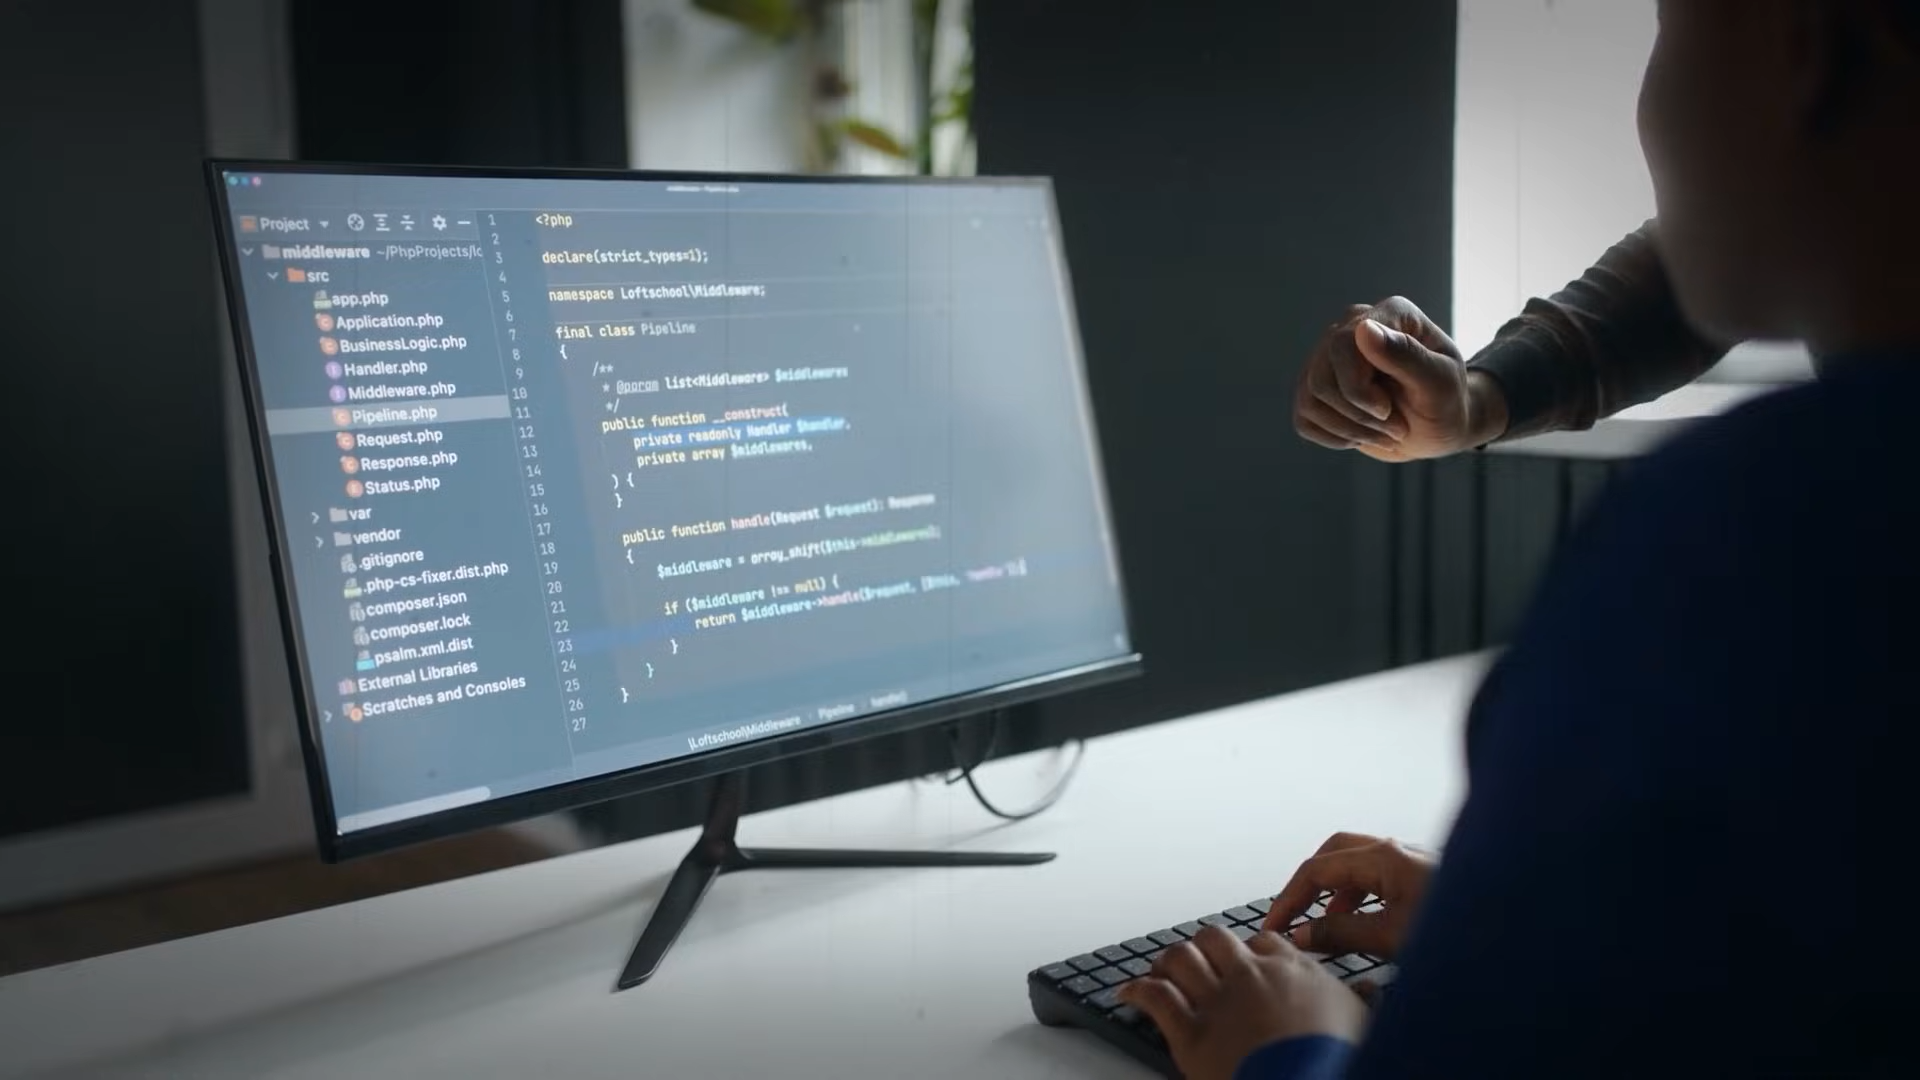 Project
middleware ~/PhpProjects/lo
src
app.php
Application.php
BusinessLogic.php
Handler.php
Middleware.php
Pipeline.php
Request.php
Response.php
Status.php
var
vendor
.gitignore
.php-cs-fixer.dist.php
composer.json
composer.lock
psalm.xml.dist
External Libraries
Scratches and Consoles
1 <?php
2
3 declare(strict_types=1);
4
5 namespace Loftschool\Middleware;
6
7 final class Pipeline
8 {
9 /**
10 * @param list<Middleware> $middlewares
11 */
12 public function __construct(
13 private readonly Handler $handler,
14 private array $middlewares,
15 ) {
16 }
17
18 public function handle(Request $request): Response
19 {
20 $middleware = array_shift($this->middlewares);
21
22 if ($middleware !== null) {
23 return $middleware->handle($request, [$this, 'handle']);
24 }
25 }
26 }
27
\Loftschool\Middleware Pipeline handle()